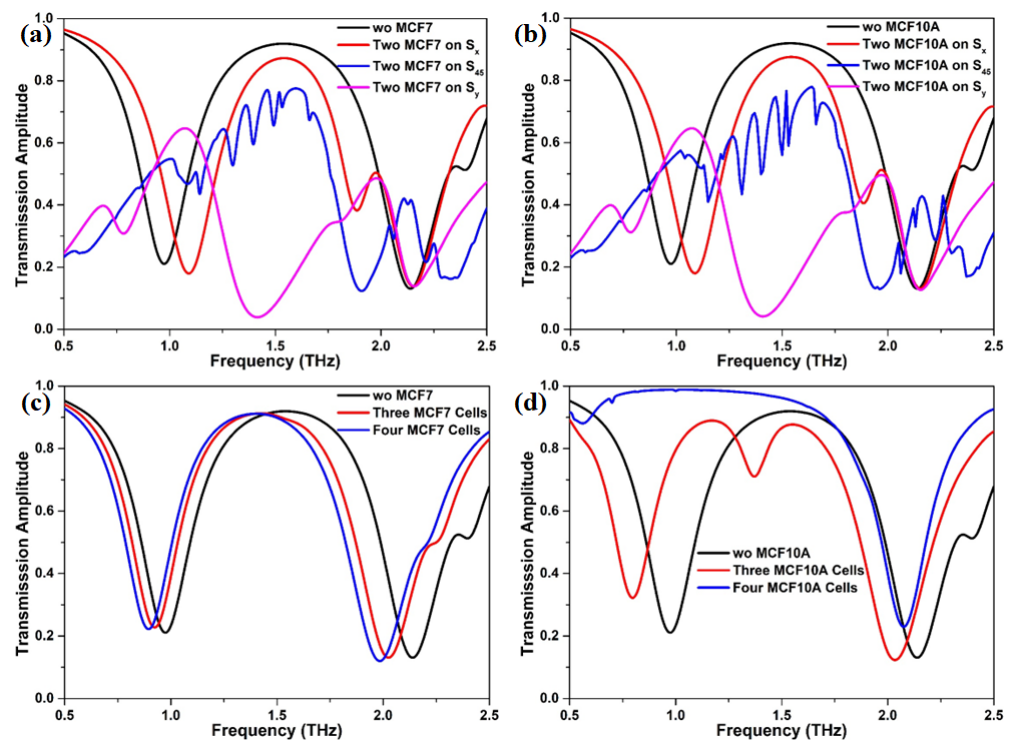 (a)
wo MCF7
Two MCF7 on Sx
Two MCF7 on S45
Two MCF7 on Sy
Transmisssion Amplitude
1.0
0.8
0.6
0.4
0.2
0.0
0.5 1.0 1.5 2.0 2.5
Frequency (THz)
(b)
wo MCF10A
Two MCF10A on Sx
Two MCF10A on S45
Two MCF10A on Sy
Transmisssion Amplitude
1.0
0.8
0.6
0.4
0.2
0.0
0.5 1.0 1.5 2.0 2.5
Frequency (THz)
(c)
wo MCF7
Three MCF7 Cells
Four MCF7 Cells
Transmisssion Amplitude
1.0
0.8
0.6
0.4
0.2
0.0
0.5 1.0 1.5 2.0 2.5
Frequency (THz)
(d)
wo MCF10A
Three MCF10A Cells
Four MCF10A Cells
Transmisssion Amplitude
1.0
0.8
0.6
0.4
0.2
0.0
0.5 1.0 1.5 2.0 2.5
Frequency (THz)